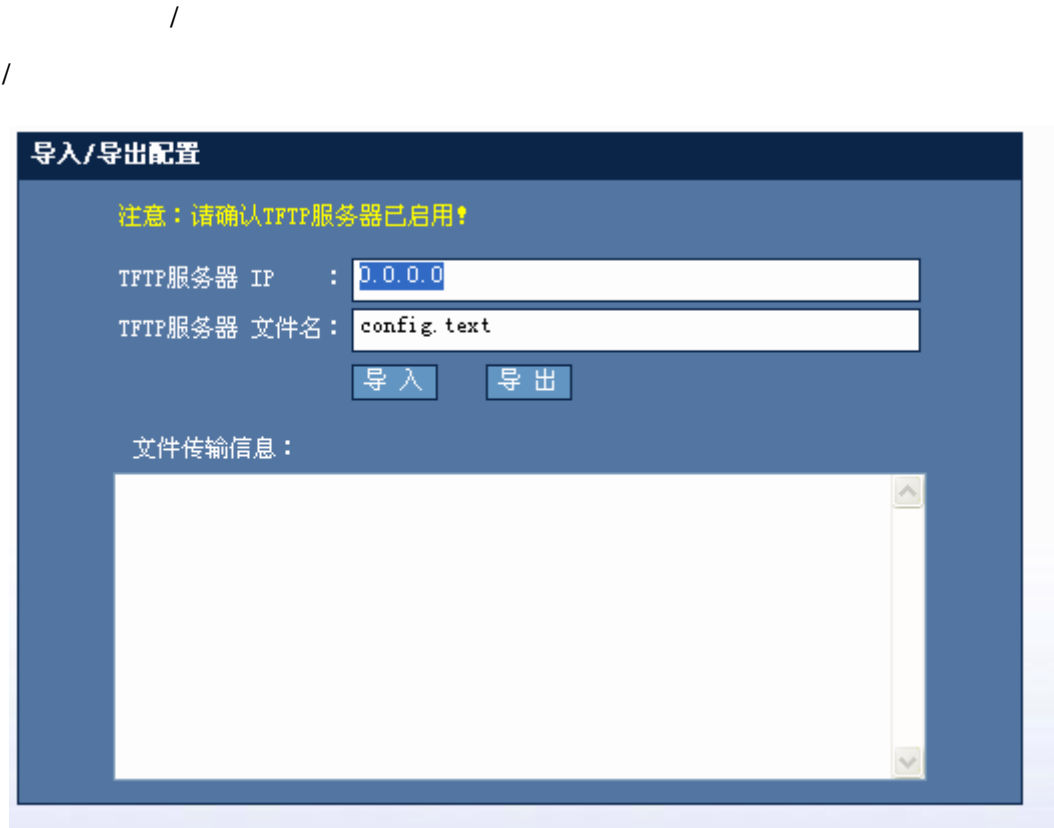 /
/
导入/导出配置
注意：请确认TFTP服务器已启用！
TFTP服务器 IP ： 0.0.0.0
TFTP服务器 文件名： config.text
导 入 导 出
文件传输信息：